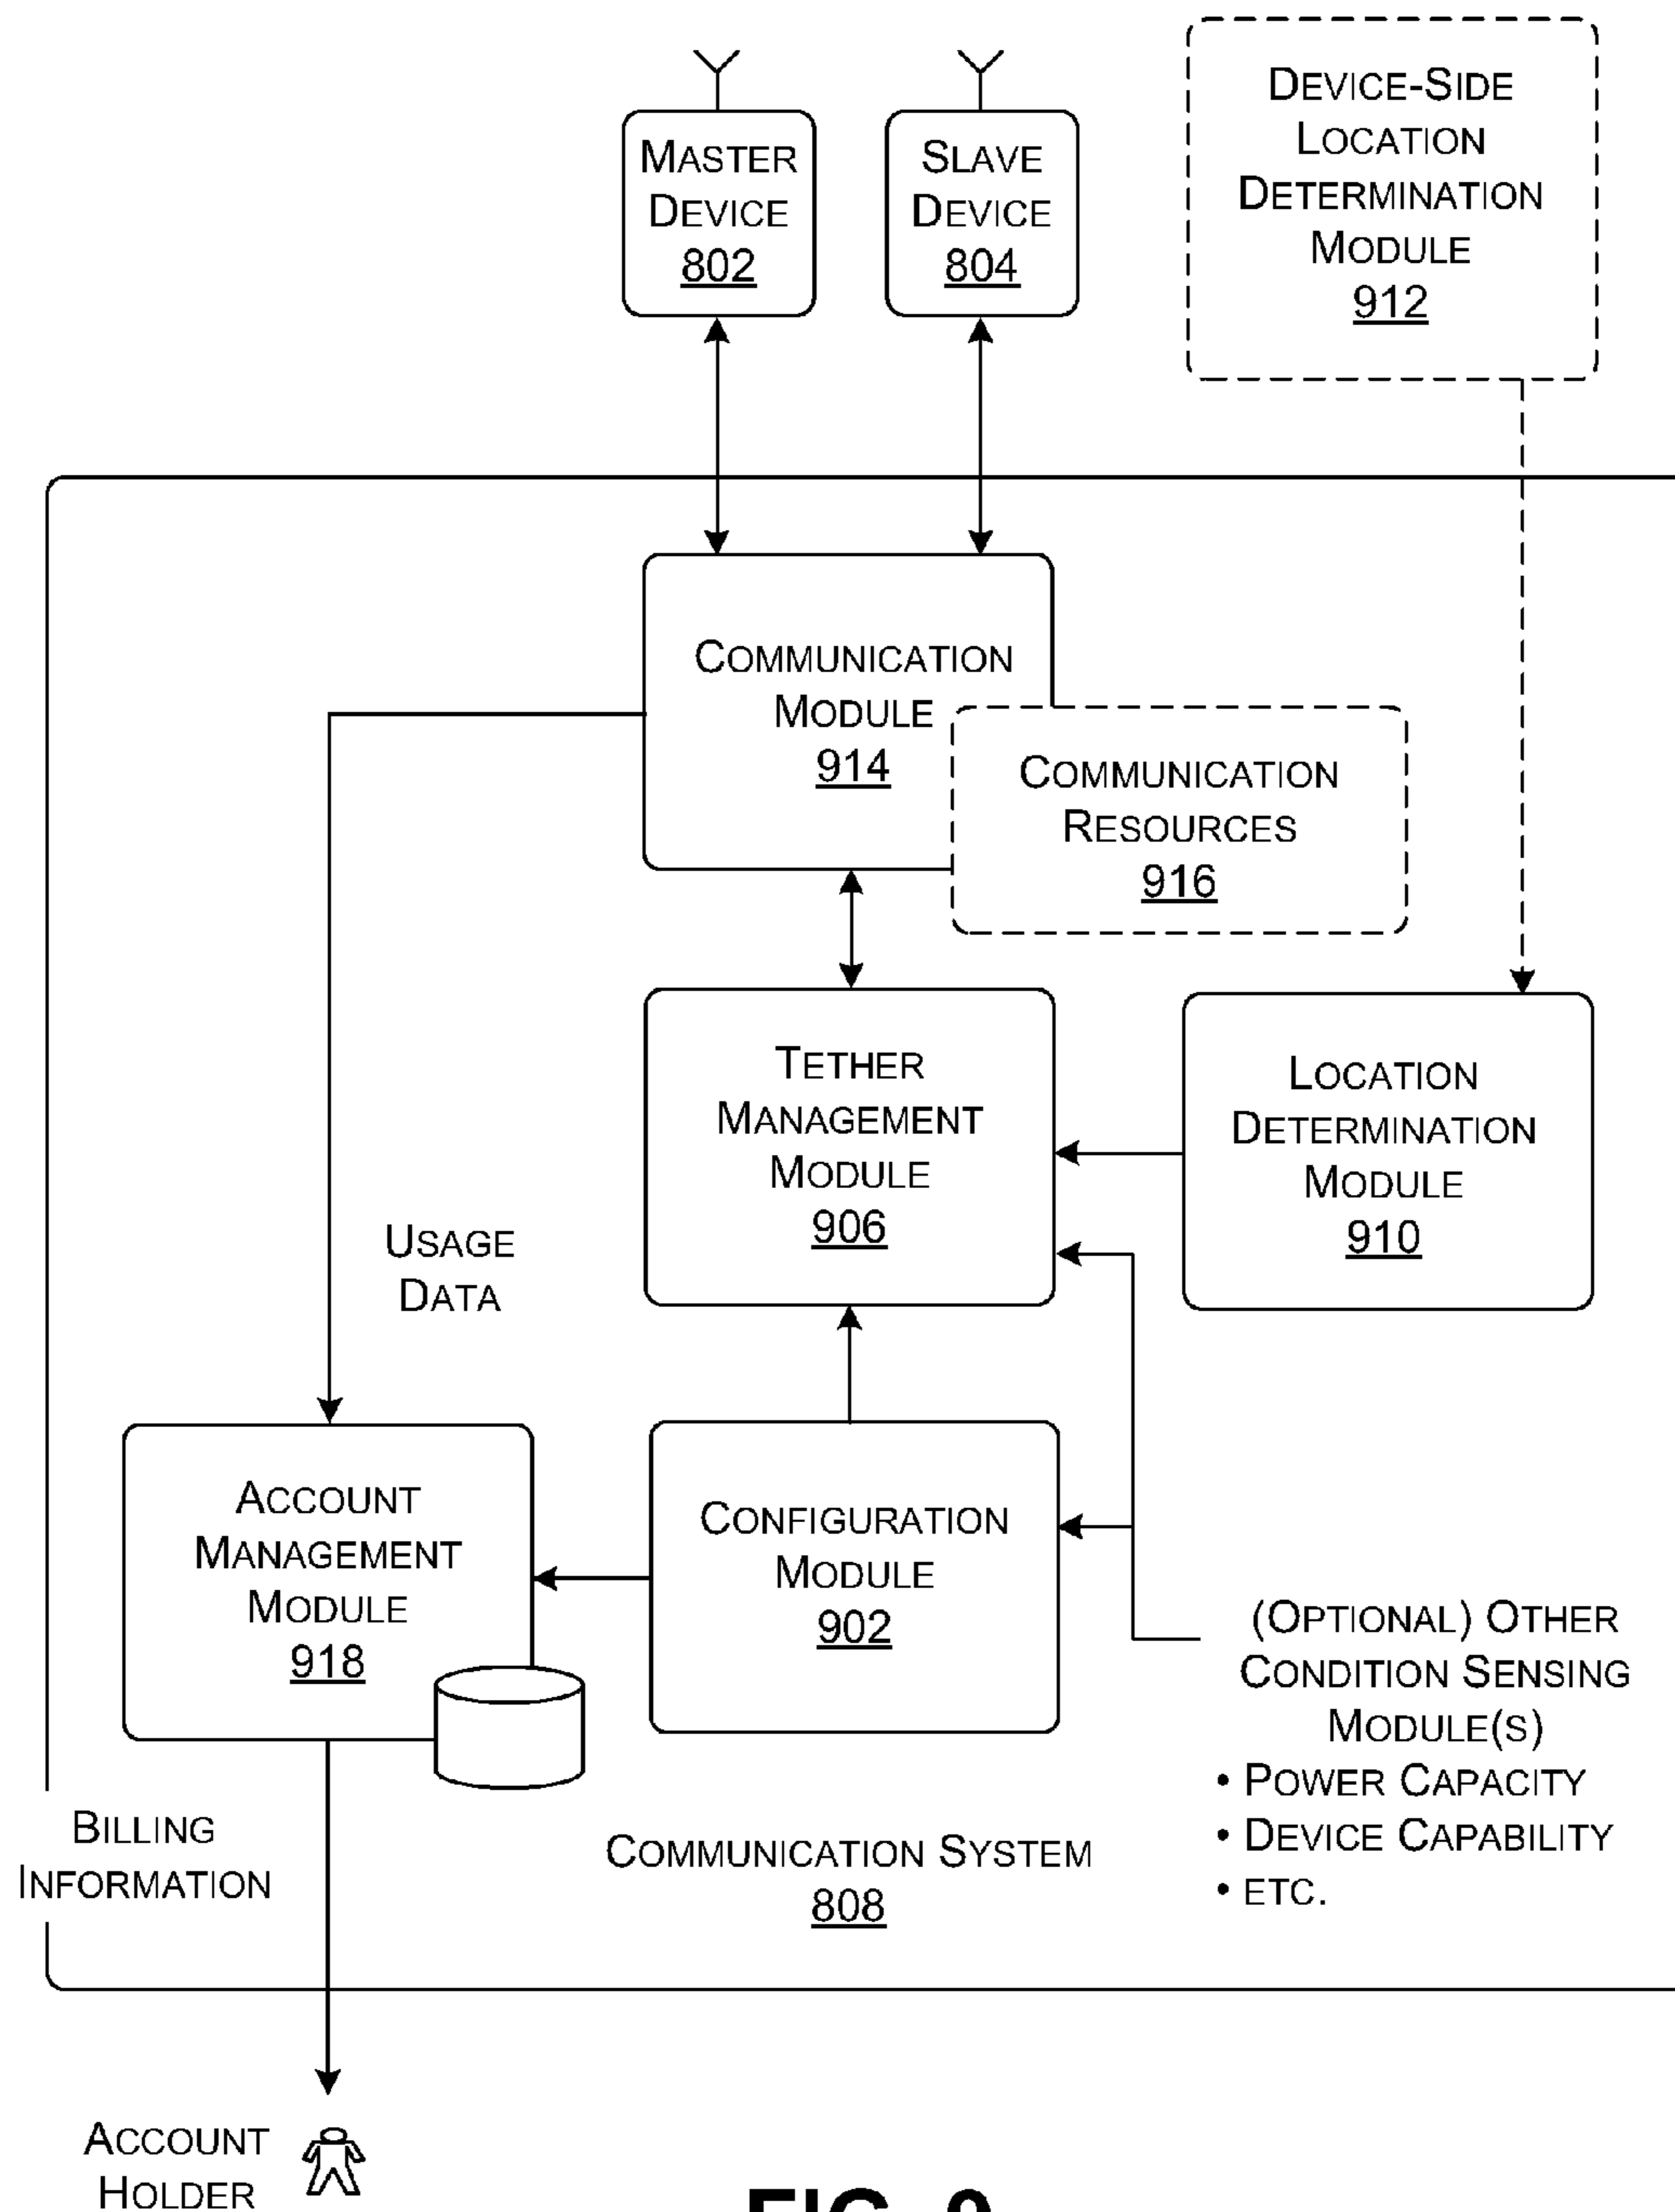 MASTER
DEVICE
802
SLAVE
DEVICE
804
DEVICE-SIDE
LOCATION
DETERMINATION
MODULE
912
COMMUNICATION
MODULE
914
COMMUNICATION
RESOURCES
916
TETHER
MANAGEMENT
MODULE
906
LOCATION
DETERMINATION
MODULE
910
USAGE
DATA
ACCOUNT
MANAGEMENT
MODULE
918
CONFIGURATION
MODULE
902
(OPTIONAL) OTHER
CONDITION SENSING
MODULE(S)
• POWER CAPACITY
• DEVICE CAPABILITY
• ETC.
BILLING
INFORMATION
COMMUNICATION SYSTEM
808
ACCOUNT
HOLDER
FIG. 9